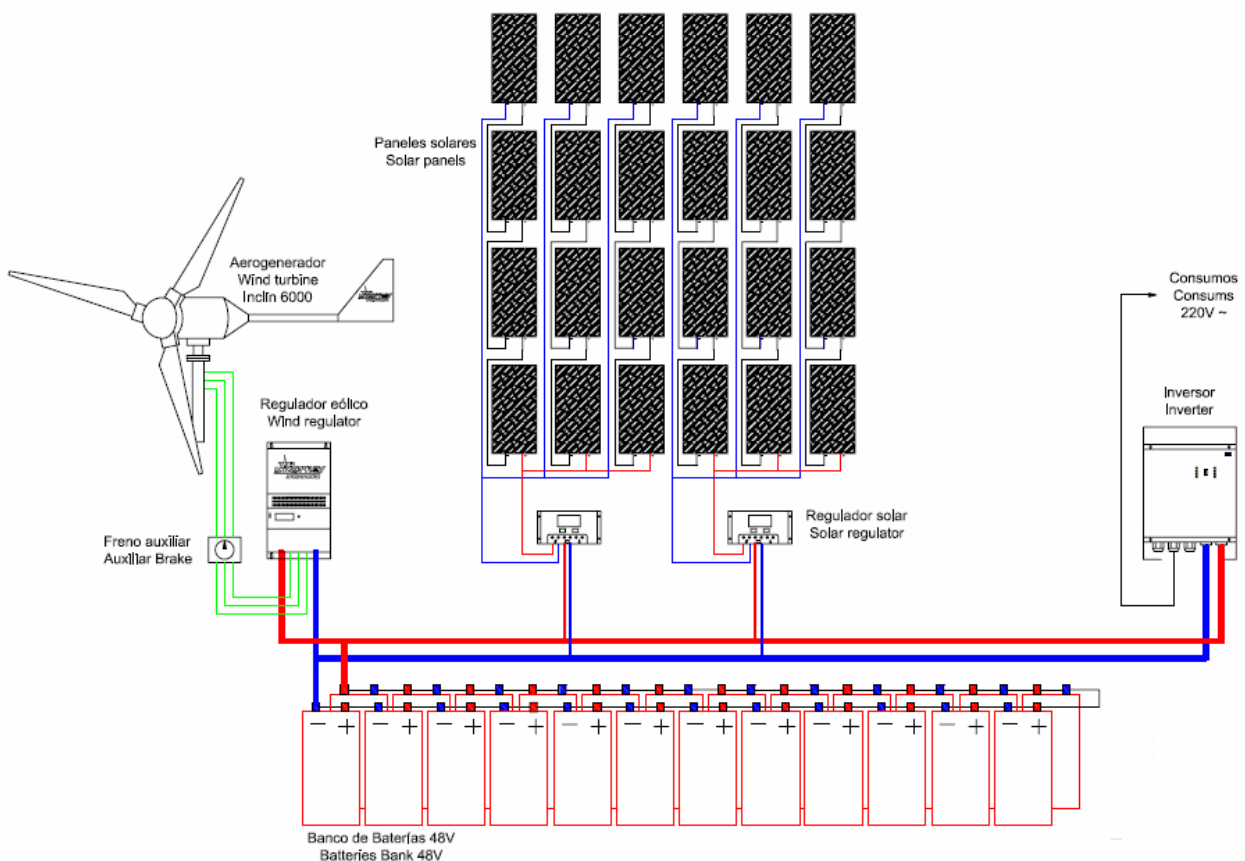 Paneles solares
Solar panels
Aerogenerador
Wind turbine
Inclin 6000
Consumos
Consums
220V ~
Regulador eólico
Wind regulator
Inversor
Inverter
Regulador solar
Solar regulator
Freno auxiliar
Auxiliar Brake
− + − + − + − + − + − + − + − + − + − + − + − +
Banco de Baterías 48V
Batteries Bank 48V